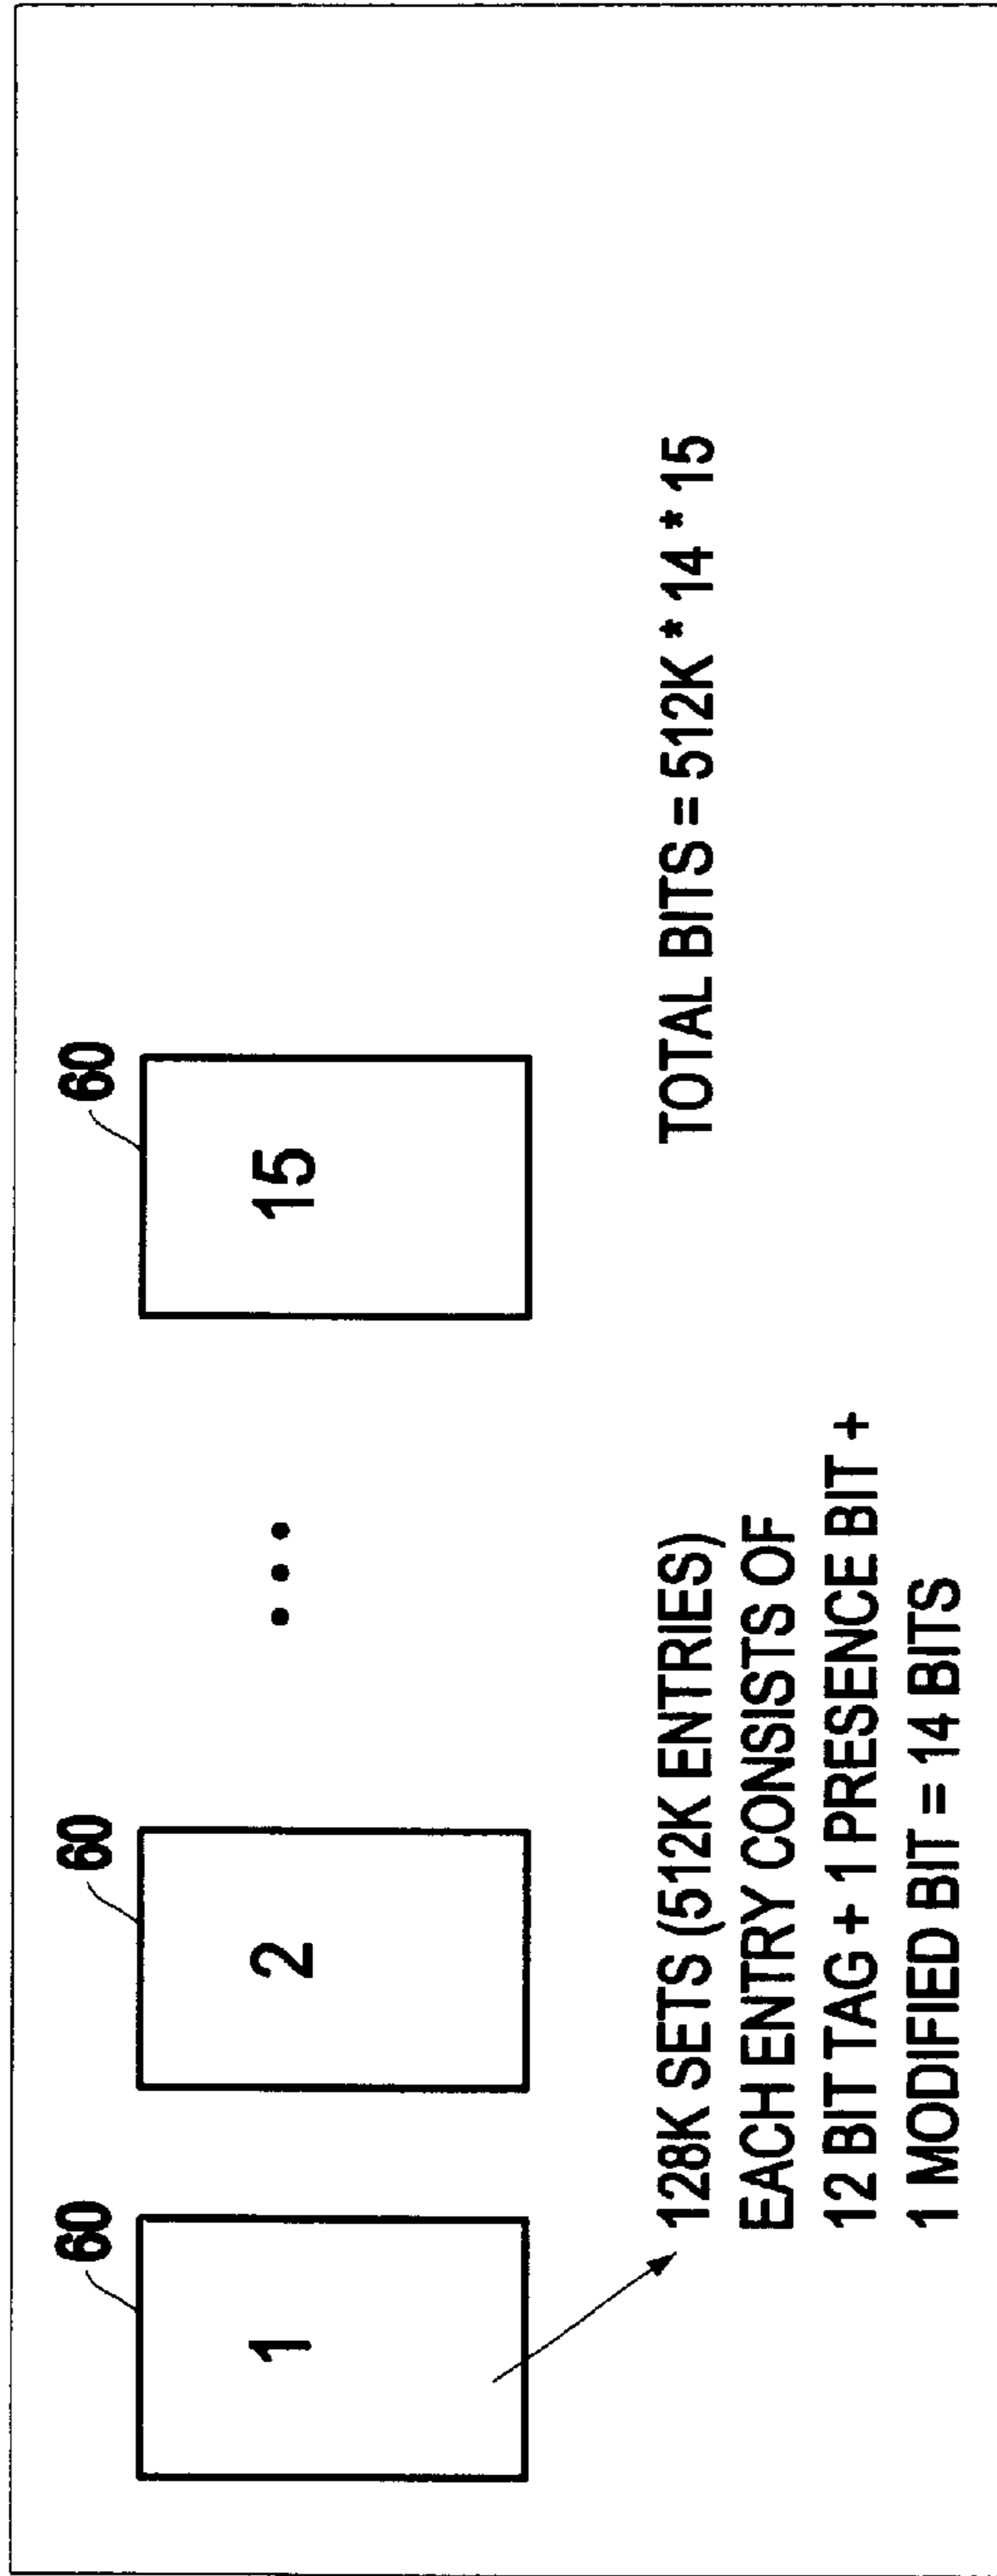 60
60
60
1
2
• • •
15
128K SETS (512K ENTRIES)
EACH ENTRY CONSISTS OF
12 BIT TAG + 1 PRESENCE BIT +
1 MODIFIED BIT = 14 BITS
TOTAL BITS = 512K * 14 * 15